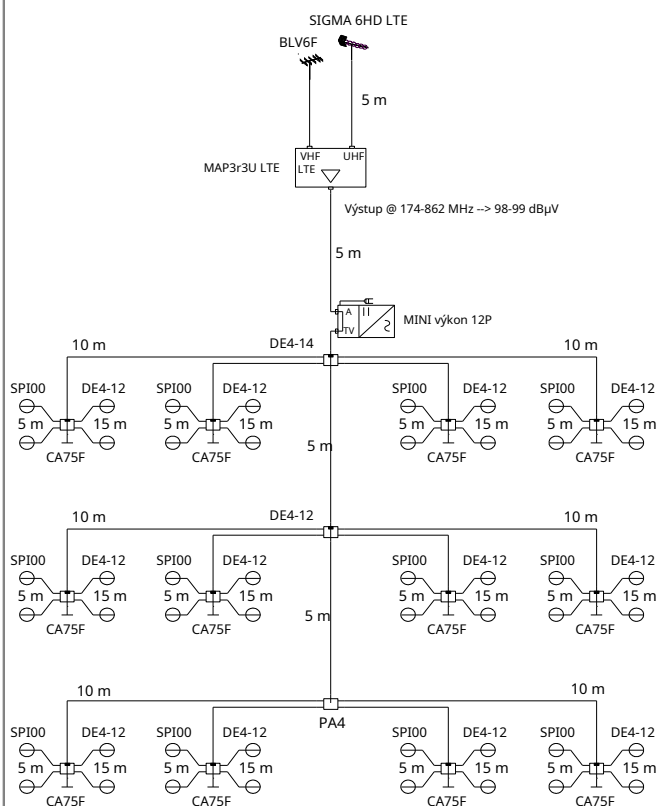 SIGMA 6HD LTE
BLV6F
5 m
VHF UHF
MAP3r3U LTE LTE
Výstup @ 174-862 MHz --> 98-99 dBµV
5 m
A
MINI výkon 12P
TV
10 m DE4-14 10 m
SPI00 DE4-12 SPI00 DE4-12 SPI00 DE4-12 SPI00 DE4-12
5 m 15 m 5 m 15 m 5 m 15 m 5 m 15 m
5 m
CA75F CA75F CA75F CA75F
10 m DE4-12 10 m
SPI00 DE4-12 SPI00 DE4-12 SPI00 DE4-12 SPI00 DE4-12
5 m 15 m 5 m 15 m 5 m 15 m 5 m 15 m
5 m
CA75F CA75F CA75F CA75F
10 m 10 m
PA4
SPI00 DE4-12 SPI00 DE4-12 SPI00 DE4-12 SPI00 DE4-12
5 m 15 m 5 m 15 m 5 m 15 m 5 m 15 m
CA75F CA75F CA75F CA75F